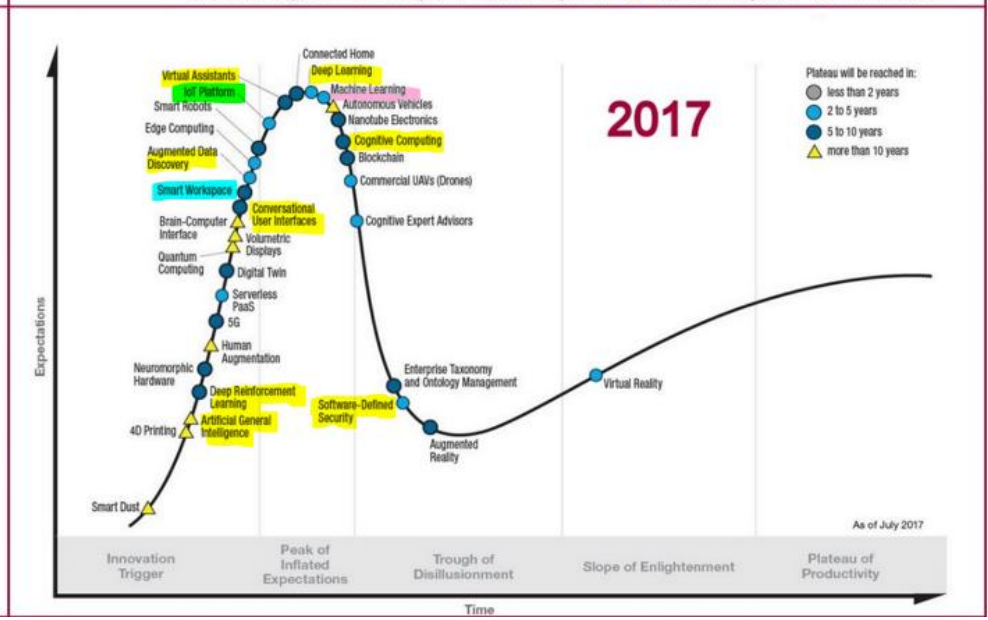 Connected Home
Virtual Assistants
Deep Learning
IoT Platform
Machine Learning
Smart Robots
Autonomous Vehicles
Nanotube Electronics
Edge Computing
Cognitive Computing
Augmented Data
Discovery
Blockchain
Smart Workspace
Commercial UAVs (Drones)
Conversational
User Interfaces
Brain-Computer
Interface
Cognitive Expert Advisors
Volumetric
Displays
Quantum
Computing
Digital Twin
Serverless
PaaS
5G
Human
Augmentation
Neuromorphic
Hardware
Deep Reinforcement
Learning
Artificial General
Intelligence
4D Printing
Smart Dust
Enterprise Taxonomy
and Ontology Management
Software-Defined
Security
Augmented
Reality
Virtual Reality
2017
Plateau will be reached in:
less than 2 years
2 to 5 years
5 to 10 years
more than 10 years
As of July 2017
Expectations
Innovation
Trigger
Peak of
Inflated
Expectations
Trough of
Disillusionment
Slope of Enlightenment
Plateau of
Productivity
Time